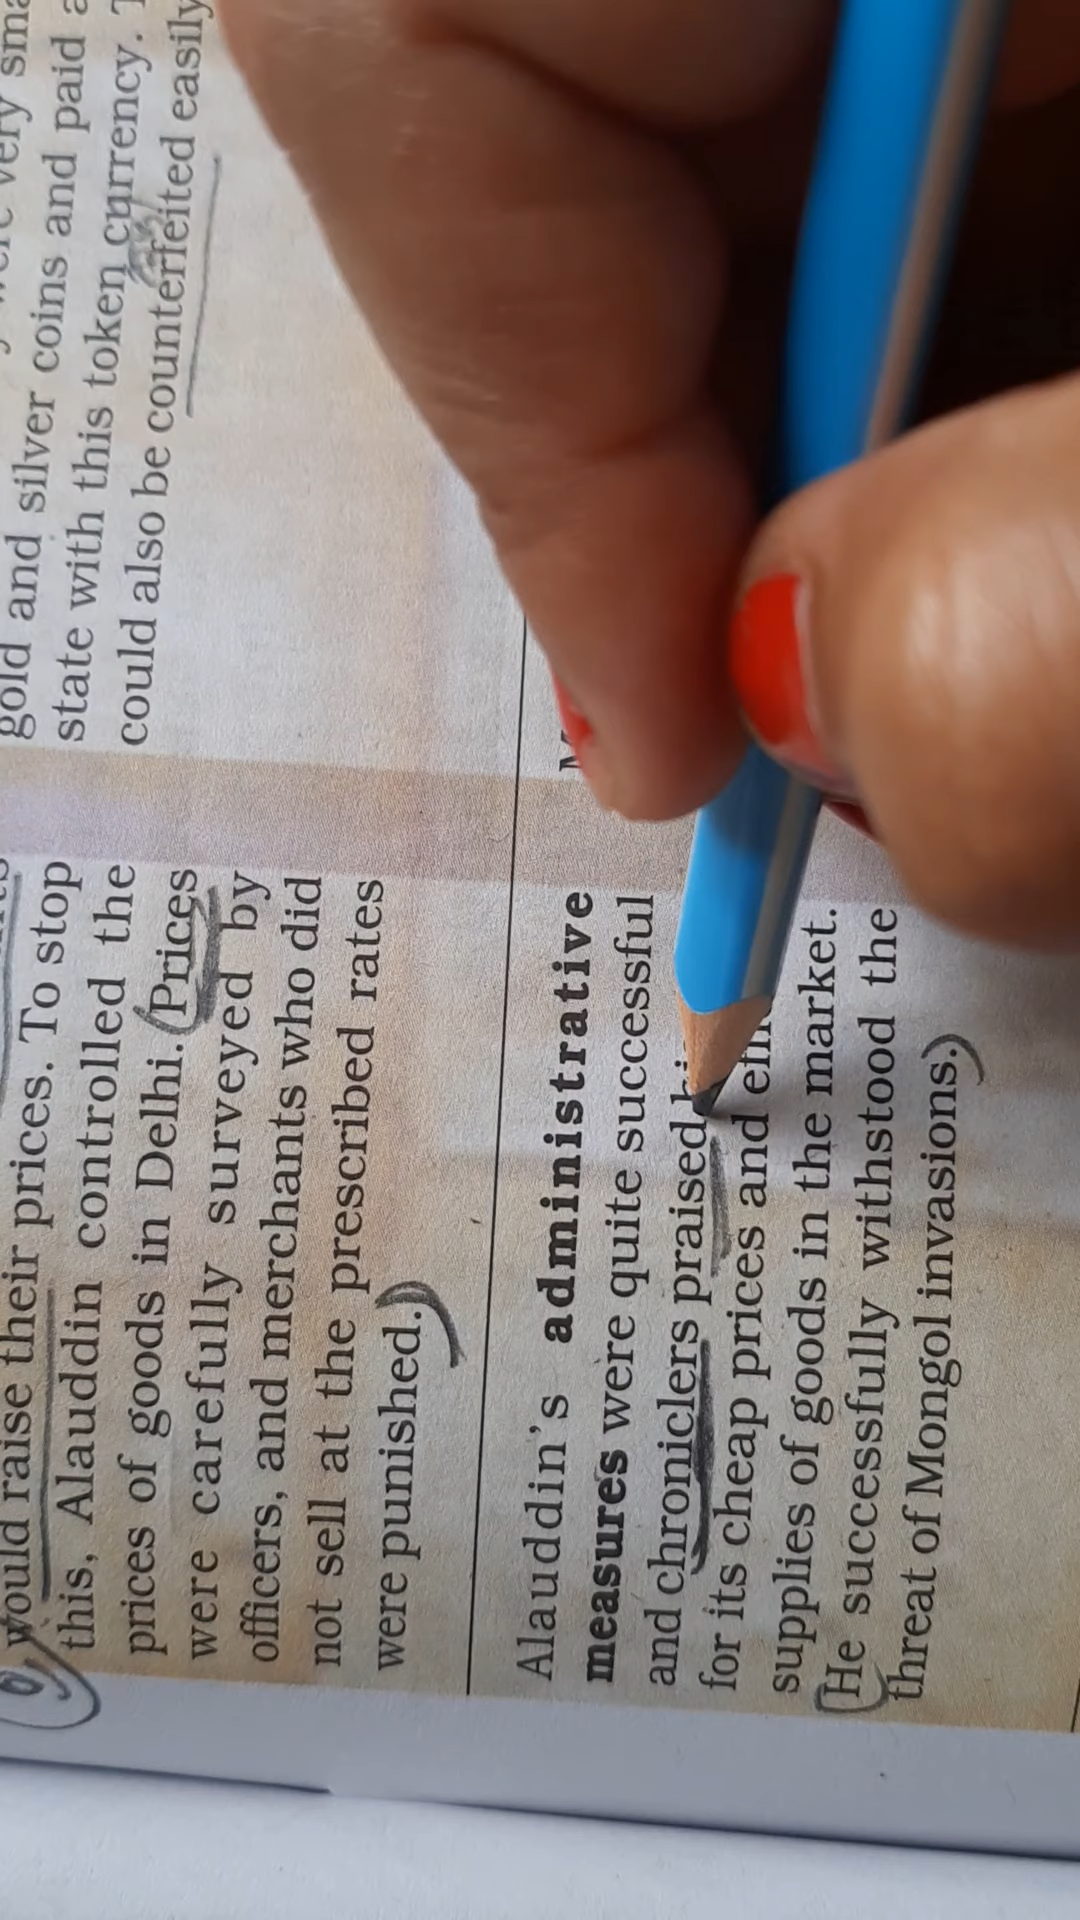 would raise their prices. To stop
this, Alauddin controlled the
prices of goods in Delhi. (Prices
were carefully surveyed by
officers, and merchants who did
not sell at the prescribed rates
were punished.)
Alauddin's administrative
measures were quite successful
and chroniclers praised
for its cheap prices and
supplies of goods in the market.
(He successfully withstood the
threat of Mongol invasions.)
very
gold and silver coins and paid
state with this token currency.
could also be counterfeited easily